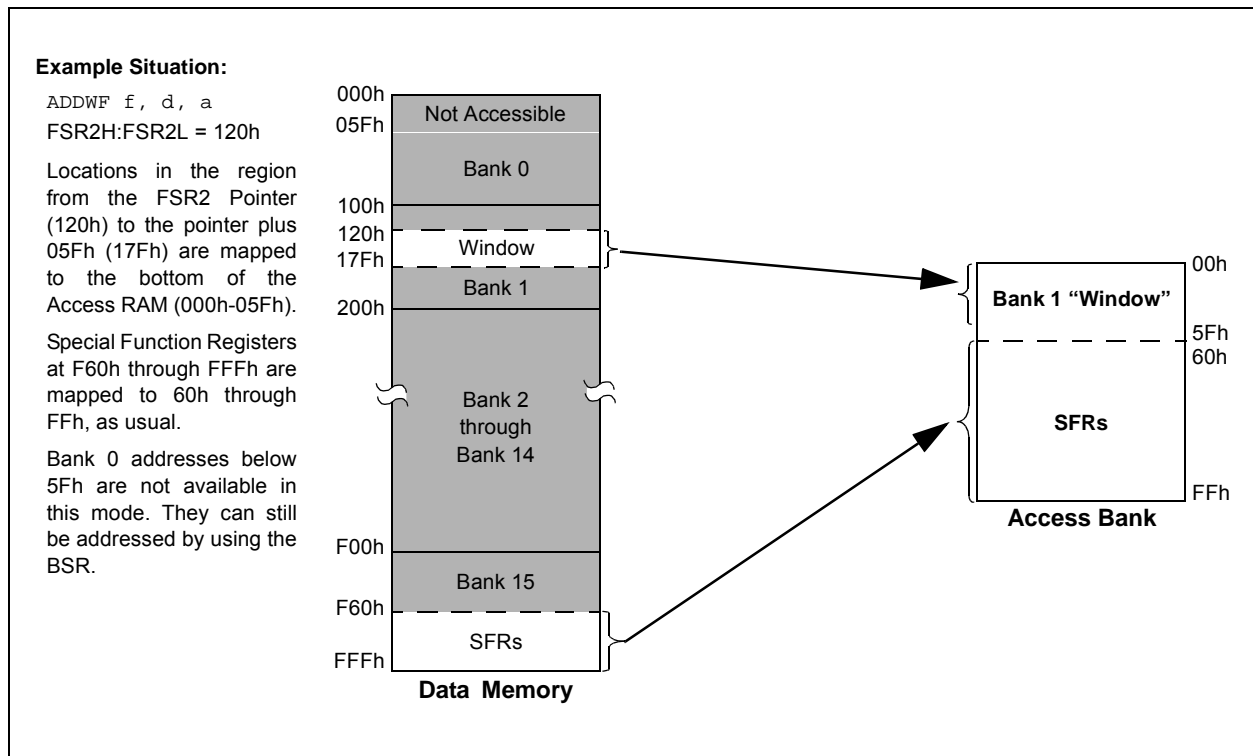 Example Situation:
ADDWF f, d, a
FSR2H:FSR2L = 120h
Locations in the region
from the FSR2 Pointer
(120h) to the pointer plus
05Fh (17Fh) are mapped
to the bottom of the
Access RAM (000h-05Fh).
Special Function Registers
at F60h through FFFh are
mapped to 60h through
FFh, as usual.
Bank 0 addresses below
5Fh are not available in
this mode. They can still
be addressed by using the
BSR.
000h
Not Accessible
05Fh
Bank 0
100h
120h
Window
17Fh
Bank 1
200h
Bank 2
through
Bank 14
F00h
Bank 15
F60h
SFRs
FFFh
Data Memory
00h
Bank 1 “Window”
5Fh
60h
SFRs
FFh
Access Bank